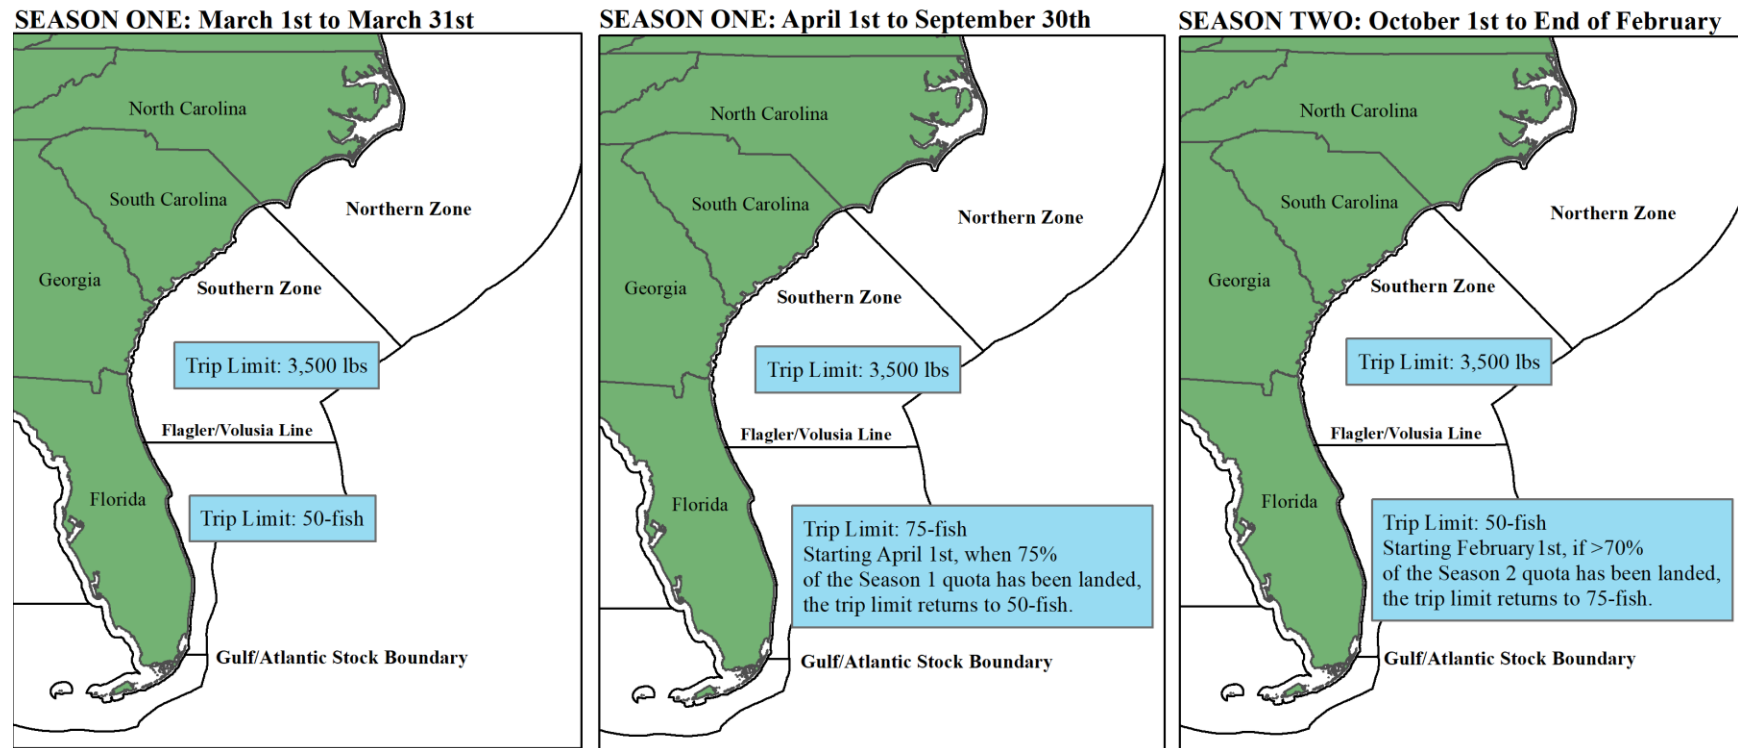 SEASON ONE: March 1st to March 31st
North Carolina
South Carolina
Northern Zone
Georgia
Southern Zone
Trip Limit: 3,500 lbs
Flagler/Volusia Line
Florida
Trip Limit: 50-fish
Gulf/Atlantic Stock Boundary
SEASON ONE: April 1st to September 30th
North Carolina
South Carolina
Northern Zone
Georgia
Southern Zone
Trip Limit: 3,500 lbs
Flagler/Volusia Line
Florida
Trip Limit: 75-fish
Starting April 1st, when 75%
of the Season 1 quota has been landed,
the trip limit returns to 50-fish.
Gulf/Atlantic Stock Boundary
SEASON TWO: October 1st to End of February
North Carolina
South Carolina
Northern Zone
Georgia
Southern Zone
Trip Limit: 3,500 lbs
Flagler/Volusia Line
Florida
Trip Limit: 50-fish
Starting February1st, if >70%
of the Season 2 quota has been landed,
the trip limit returns to 75-fish.
Gulf/Atlantic Stock Boundary